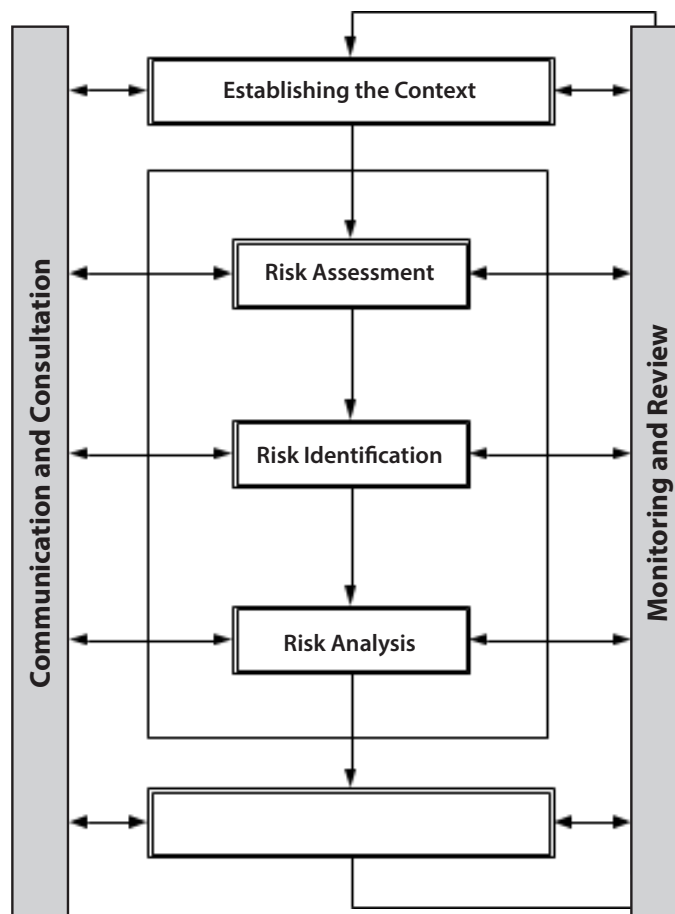 Establishing the Context
Communication and Consultation
Risk Assessment
Risk Identification
Risk Analysis
Monitoring and Review